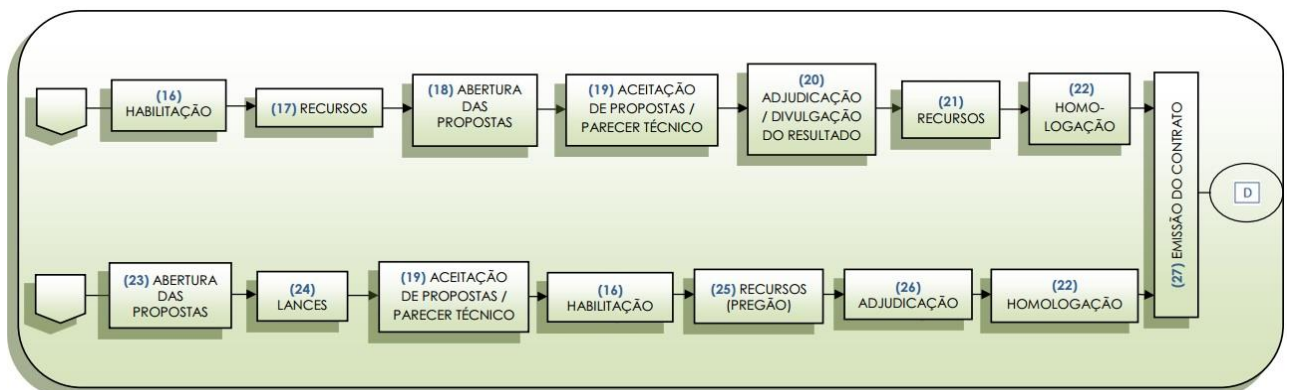 (16)
HABILITAÇÃO
(17) RECURSOS
(18) ABERTURA
DAS
PROPOSTAS
(19) ACEITAÇÃO
DE PROPOSTAS /
PARECER TÉCNICO
(20)
ADJUDICAÇÃO
/ DIVULGAÇÃO
DO RESULTADO
(21)
RECURSOS
(22)
HOMO-
LOGAÇÃO
(27) EMISSÃO DO CONTRATO
D
(23) ABERTURA
DAS
PROPOSTAS
(24)
LANCES
(19) ACEITAÇÃO
DE PROPOSTAS /
PARECER TÉCNICO
(16)
HABILITAÇÃO
(25) RECURSOS
(PREGÃO)
(26)
ADJUDICAÇÃO
(22)
HOMOLOGAÇÃO